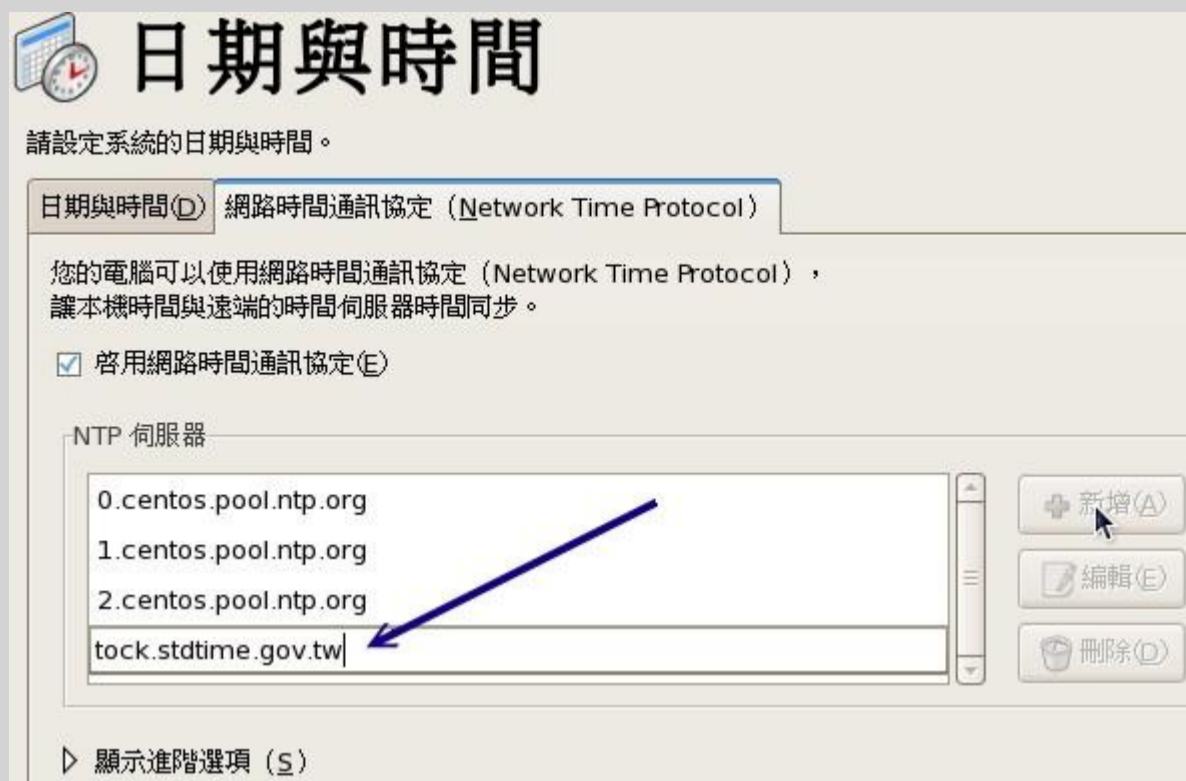 日期與時間
請設定系統的日期與時間。
日期與時間(D) 網路時間通訊協定（Network Time Protocol）
您的電腦可以使用網路時間通訊協定（Network Time Protocol），
讓本機時間與遠端的時間伺服器時間同步。
啓用網路時間通訊協定(E)
NTP 伺服器
0.centos.pool.ntp.org
1.centos.pool.ntp.org
2.centos.pool.ntp.org
tock.stdtime.gov.tw
新增(A)
編輯(E)
刪除(D)
顯示進階選項（S）